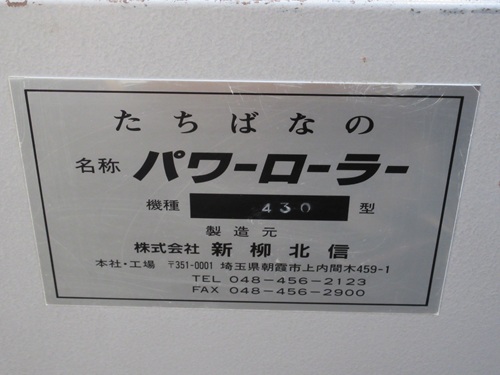 たちばなの
名称 パワーローラー
機種 430 型
製造元
株式会社 新柳北信
本社・工場 〒351-0001 埼玉県朝霞市上内間木459-1
TEL 048-456-2123
FAX 048-456-2900